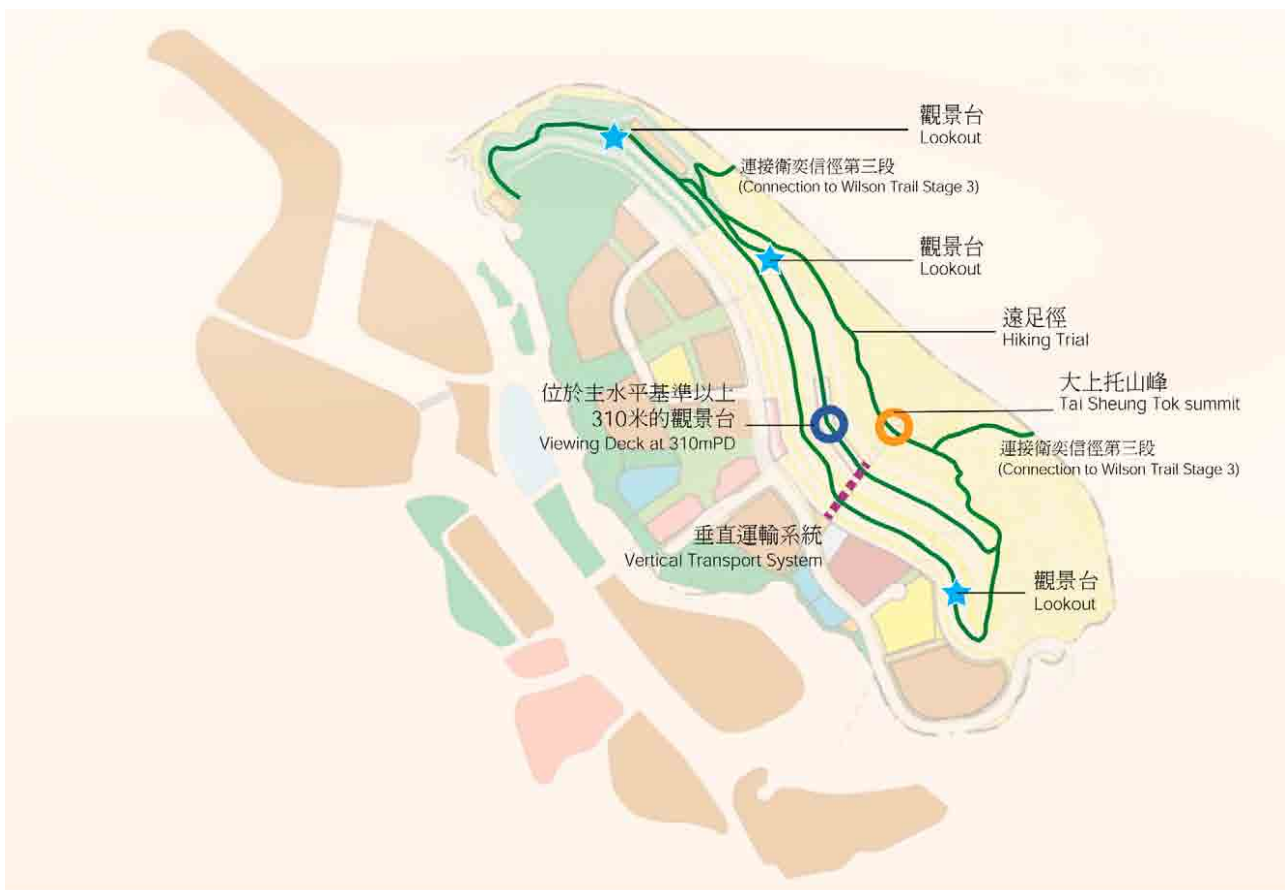 觀景台
Lookout
連接衛奕信徑第三段
(Connection to Wilson Trail Stage 3)
觀景台
Lookout
遠足徑
Hiking Trial
大上托山峰
Tai Sheung Tok summit
位於主水平基準以上
310米的觀景台
Viewing Deck at 310mPD
連接衛奕信徑第三段
(Connection to Wilson Trail Stage 3)
垂直運輸系統
Vertical Transport System
觀景台
Lookout